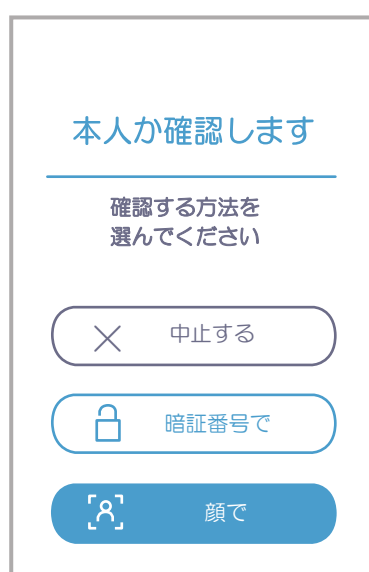 本人か確認します
確認する方法を
選んでください
中止する
暗証番号で
顔で